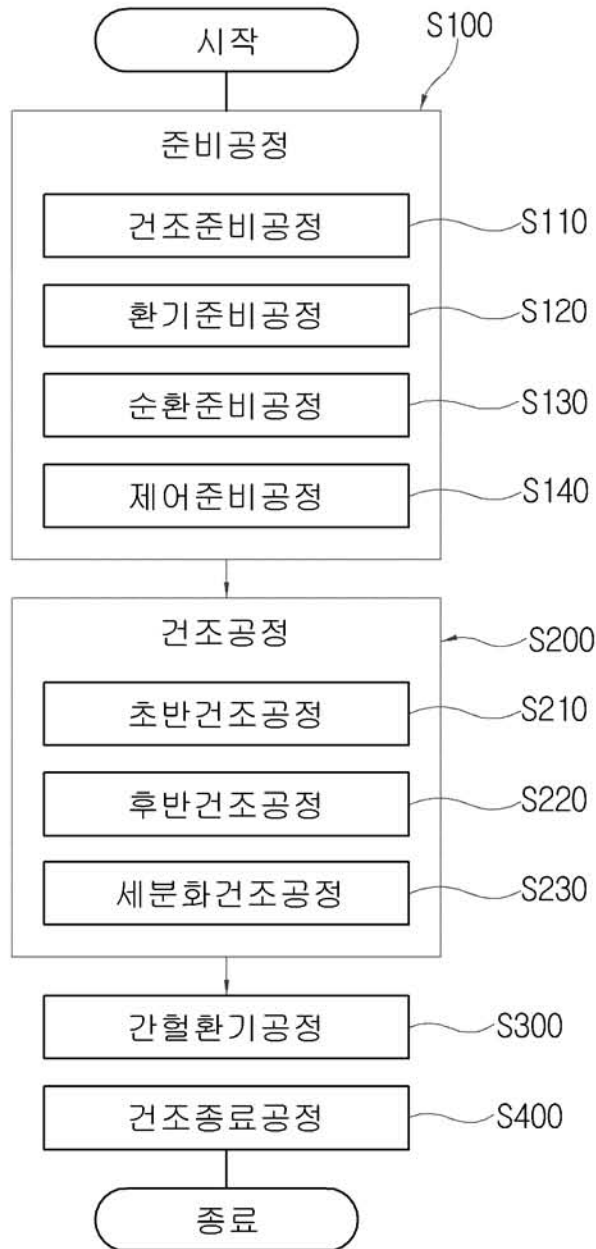 시작
S100
준비공정
건조준비공정 S110
환기준비공정 S120
순환준비공정 S130
제어준비공정 S140
건조공정
S200
초반건조공정 S210
후반건조공정 S220
세분화건조공정 S230
간헐환기공정 S300
건조종료공정 S400
종료